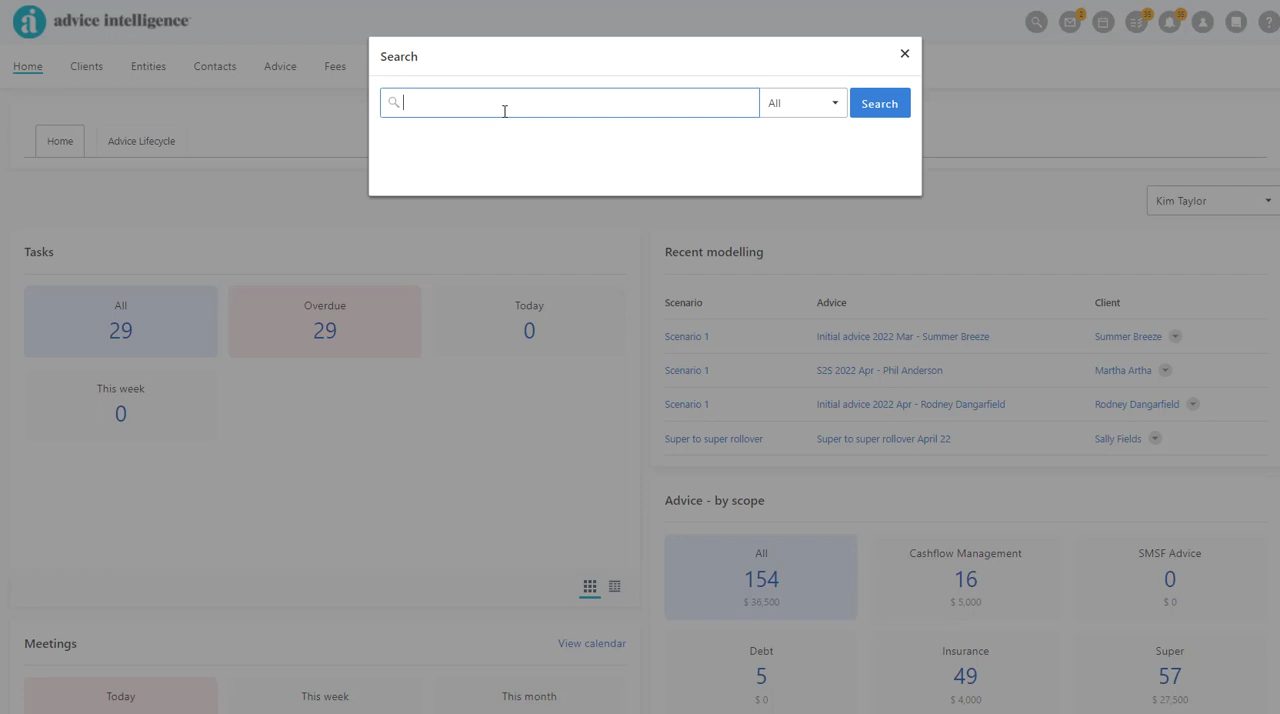 advice intelligence
2
35
35
Search
Home Clients Entities Contacts Advice Fees
All
Search
Home Advice Lifecycle
Kim Taylor
Tasks
All
29
Overdue
29
Today
0
This week
0
Recent modelling
Scenario Advice Client
Scenario 1 Initial advice 2022 Mar - Summer Breeze Summer Breeze
Scenario 1 S2S 2022 Apr - Phil Anderson Martha Artha
Scenario 1 Initial advice 2022 Apr - Rodney Dangarfield Rodney Dangarfield
Super to super rollover Super to super rollover April 22 Sally Fields
Advice - by scope
All
154
$ 36,500
Cashflow Management
16
$ 5,000
SMSF Advice
0
$ 0
Debt
5
$ 0
Insurance
49
$ 4,000
Super
57
$ 27,500
Meetings View calendar
Today This week This month